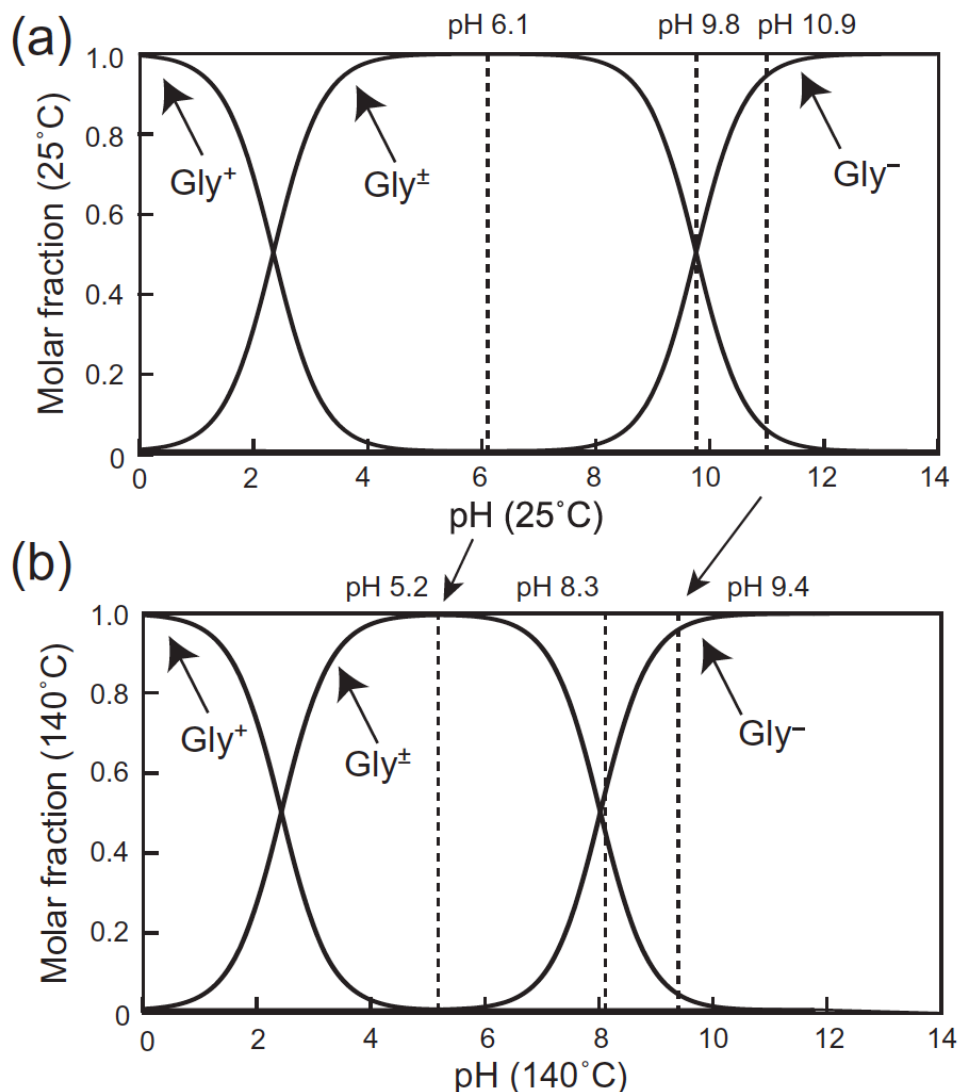 (a)
pH 6.1 pH 9.8 pH 10.9
Molar fraction (25˚C)
1.0
0.8
0.6
0.4
0.2
0
Gly⁺
Gly±
Gly⁻
0 2 4 6 8 10 12 14
pH (25˚C)
(b)
pH 5.2 pH 8.3 pH 9.4
Molar fraction (140˚C)
1.0
0.8
0.6
0.4
0.2
0
Gly⁺
Gly±
Gly⁻
0 2 4 6 8 10 12 14
pH (140˚C)